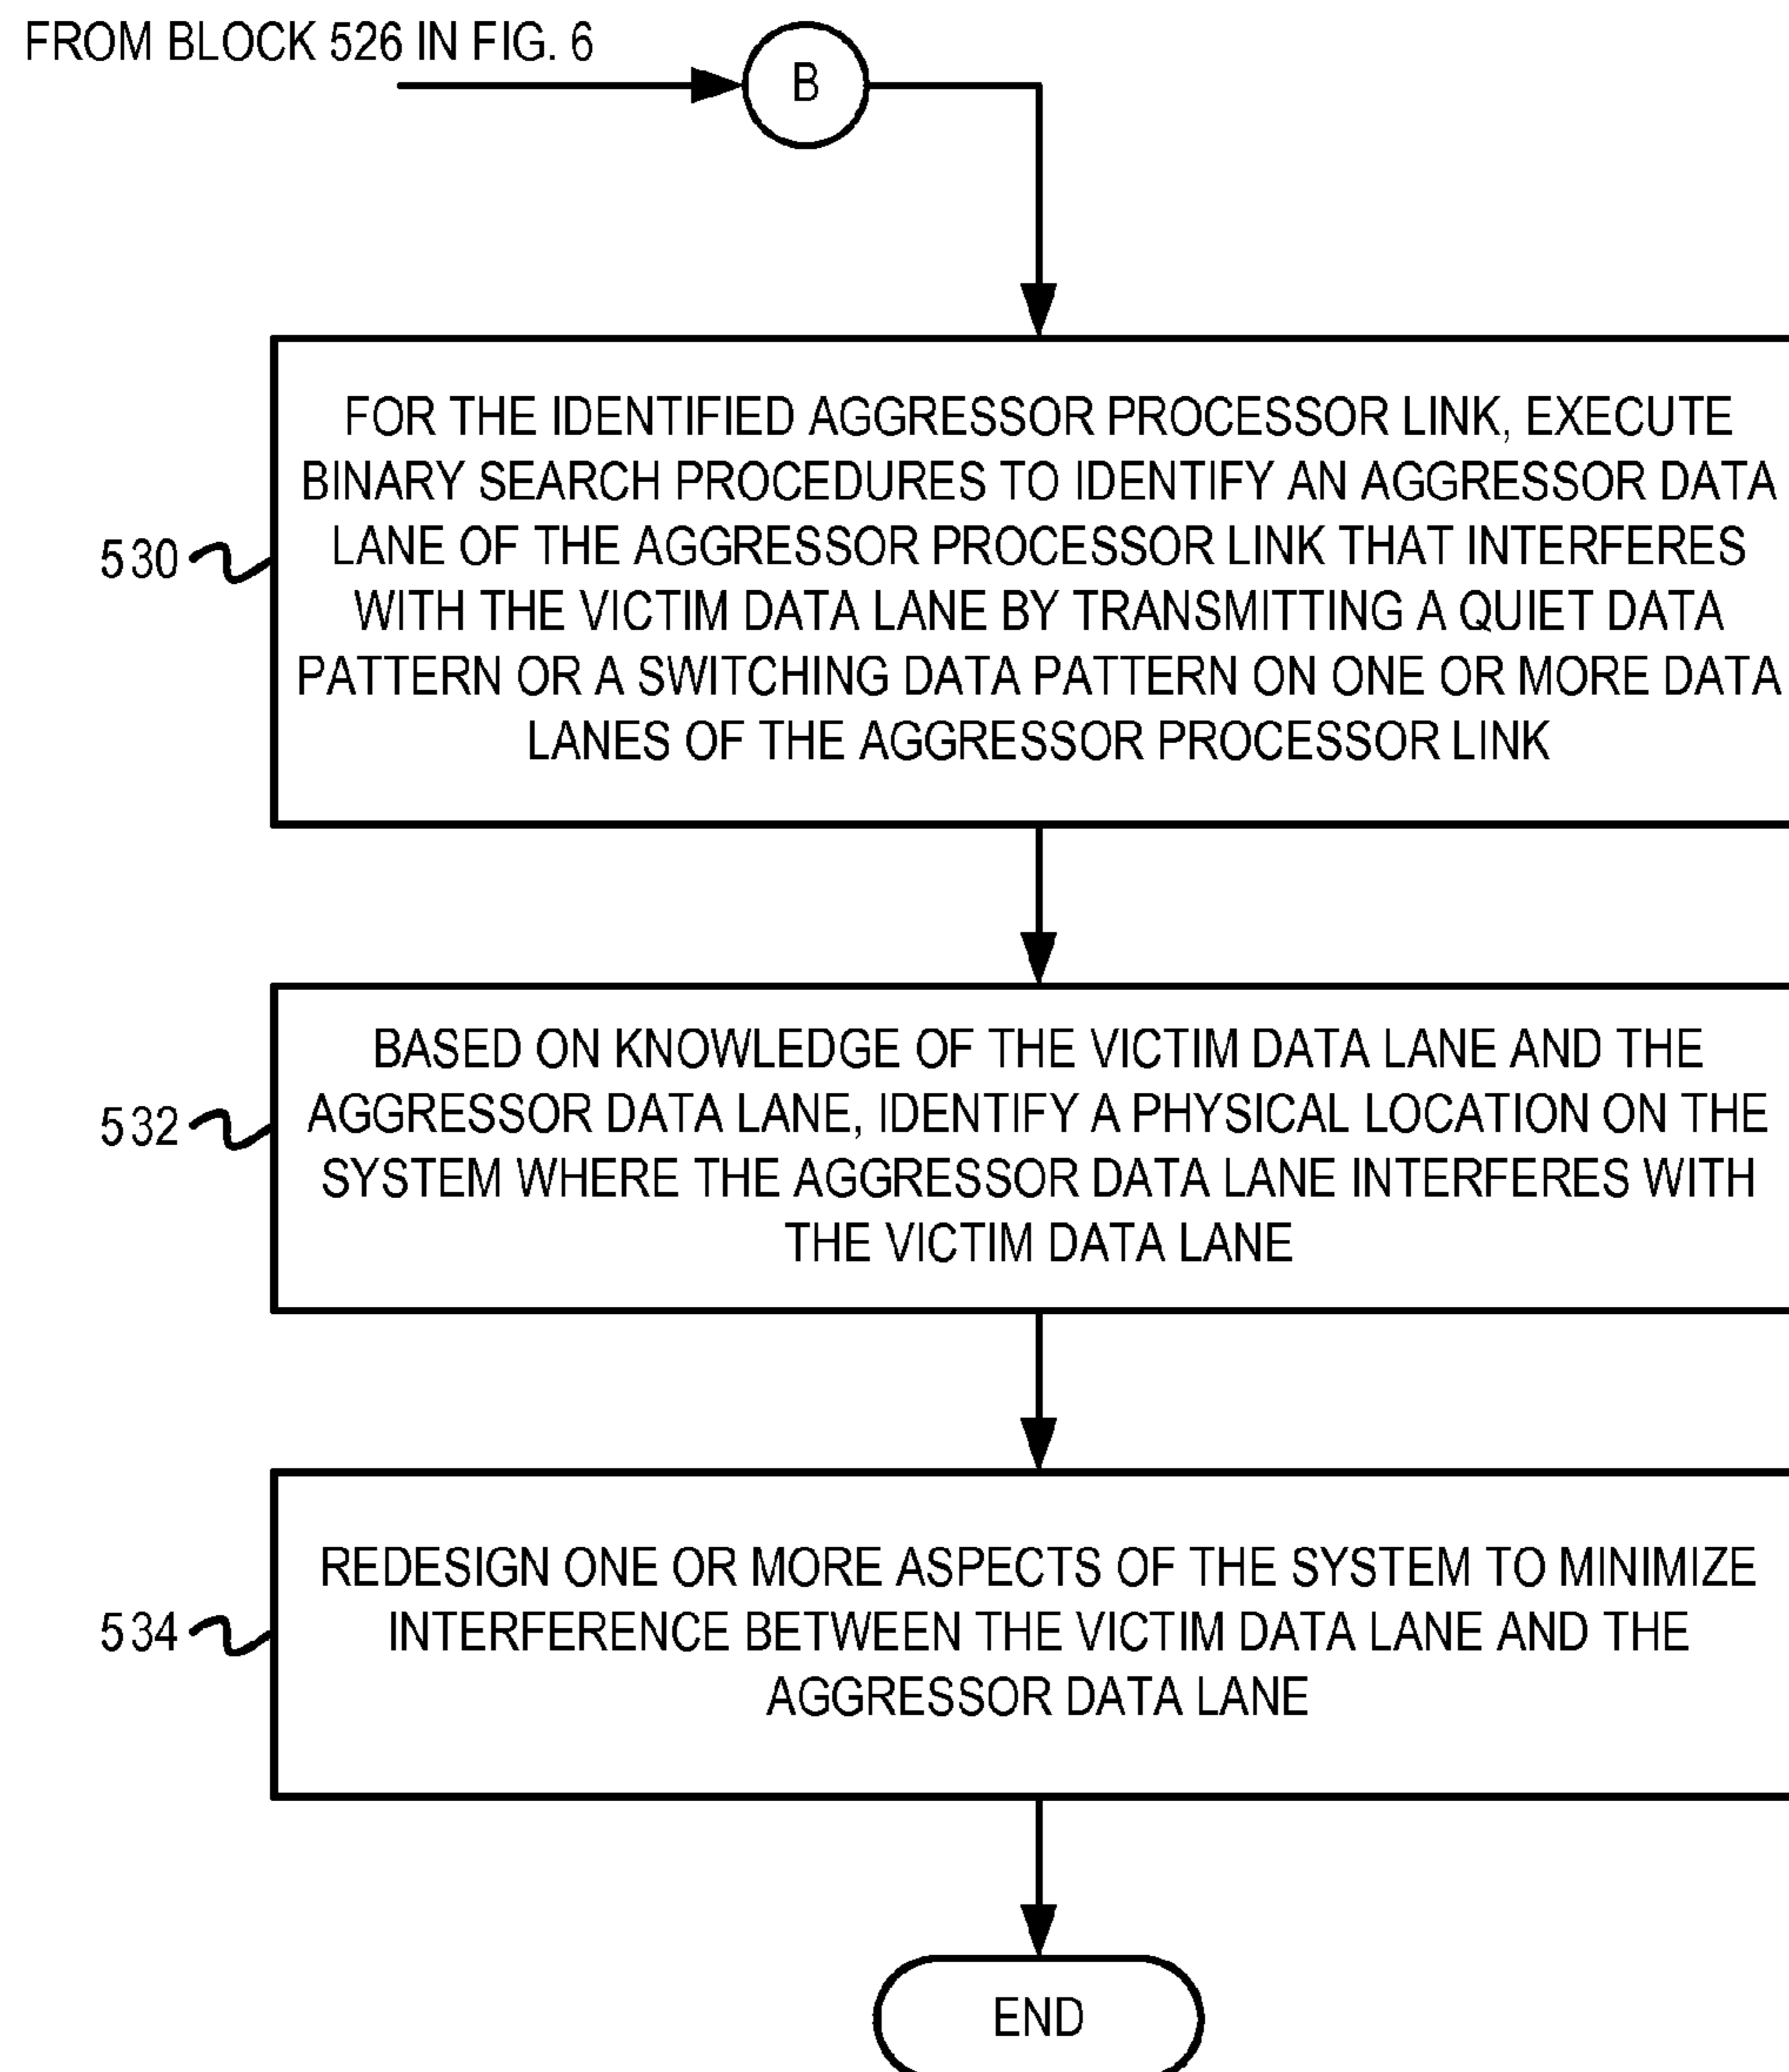 FROM BLOCK 526 IN FIG. 6
B
FOR THE IDENTIFIED AGGRESSOR PROCESSOR LINK, EXECUTE
BINARY SEARCH PROCEDURES TO IDENTIFY AN AGGRESSOR DATA
LANE OF THE AGGRESSOR PROCESSOR LINK THAT INTERFERES
WITH THE VICTIM DATA LANE BY TRANSMITTING A QUIET DATA
PATTERN OR A SWITCHING DATA PATTERN ON ONE OR MORE DATA
LANES OF THE AGGRESSOR PROCESSOR LINK
530
BASED ON KNOWLEDGE OF THE VICTIM DATA LANE AND THE
AGGRESSOR DATA LANE, IDENTIFY A PHYSICAL LOCATION ON THE
SYSTEM WHERE THE AGGRESSOR DATA LANE INTERFERES WITH
THE VICTIM DATA LANE
532
REDESIGN ONE OR MORE ASPECTS OF THE SYSTEM TO MINIMIZE
INTERFERENCE BETWEEN THE VICTIM DATA LANE AND THE
AGGRESSOR DATA LANE
534
END